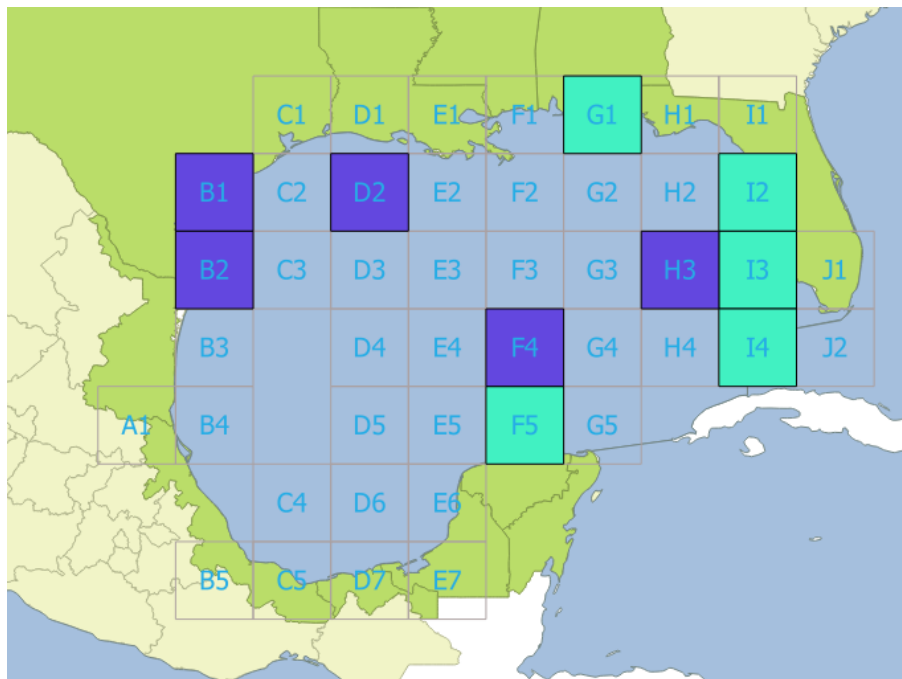 C1 D1 E1 F1 G1 H1 I1
B1 C2 D2 E2 F2 G2 H2 I2
B2 C3 D3 E3 F3 G3 H3 I3 J1
B3 D4 E4 F4 G4 H4 I4 J2
A1 B4 D5 E5 F5 G5
C4 D6 E6
B5 C5 D7 E7